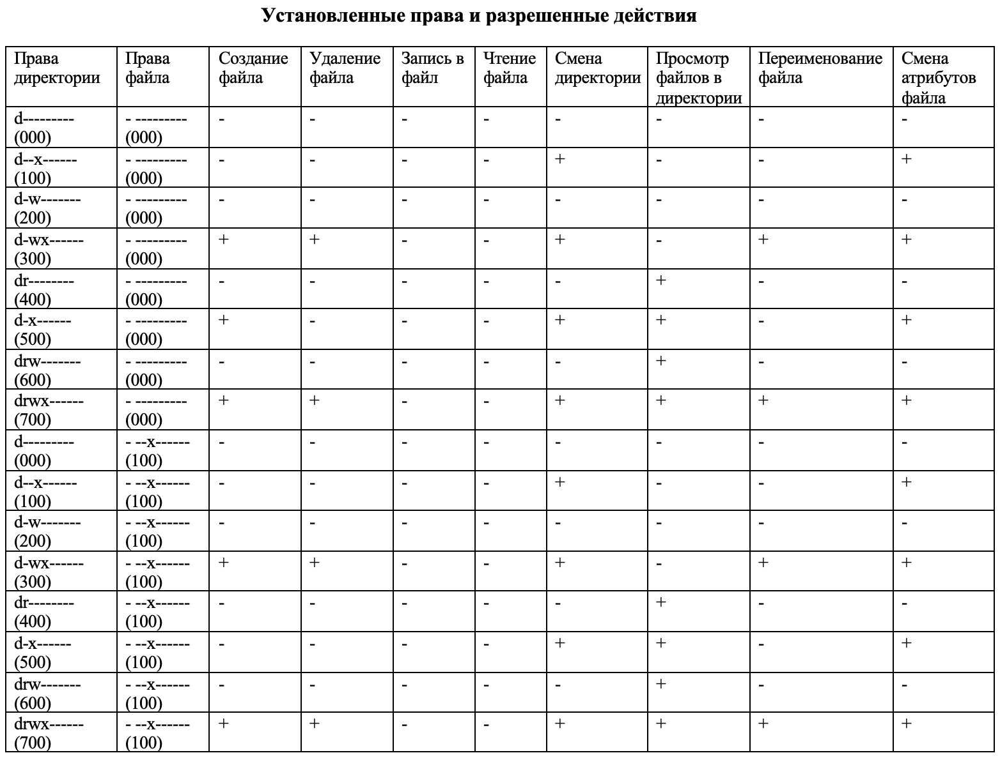 Установленные права и разрешенные действия
Права директории | Права файла | Создание файла | Удаление файла | Запись в файл | Чтение файла | Смена директории | Просмотр файлов в директории | Переименование файла | Смена атрибутов файла
d--------- (000) | - --------- (000) | - | - | - | - | - | - | - | -
d--x------ (100) | - --------- (000) | - | - | - | - | + | - | - | +
d-w------- (200) | - --------- (000) | - | - | - | - | - | - | - | -
d-wx------ (300) | - --------- (000) | + | + | - | - | + | - | + | +
dr-------- (400) | - --------- (000) | - | - | - | - | - | + | - | -
d-x------ (500) | - --------- (000) | + | - | - | - | + | + | - | +
drw------- (600) | - --------- (000) | - | - | - | - | - | + | - | -
drwx------ (700) | - --------- (000) | + | + | - | - | + | + | + | +
d--------- (000) | - --x------ (100) | - | - | - | - | - | - | - | -
d--x------ (100) | - --x------ (100) | - | - | - | - | + | - | - | +
d-w------- (200) | - --x------ (100) | - | - | - | - | - | - | - | -
d-wx------ (300) | - --x------ (100) | + | + | - | - | + | - | + | +
dr-------- (400) | - --x------ (100) | - | - | - | - | - | + | - | -
d-x------ (500) | - --x------ (100) | - | - | - | - | + | + | - | +
drw------- (600) | - --x------ (100) | - | - | - | - | - | + | - | -
drwx------ (700) | - --x------ (100) | + | + | - | - | + | + | + | +